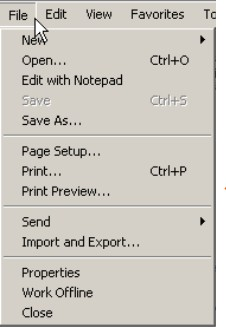 File Edit View Favorites To
New
Open... Ctrl+O
Edit with Notepad
Save Ctrl+S
Save As...
Page Setup...
Print... Ctrl+P
Print Preview...
Send
Import and Export...
Properties
Work Offline
Close